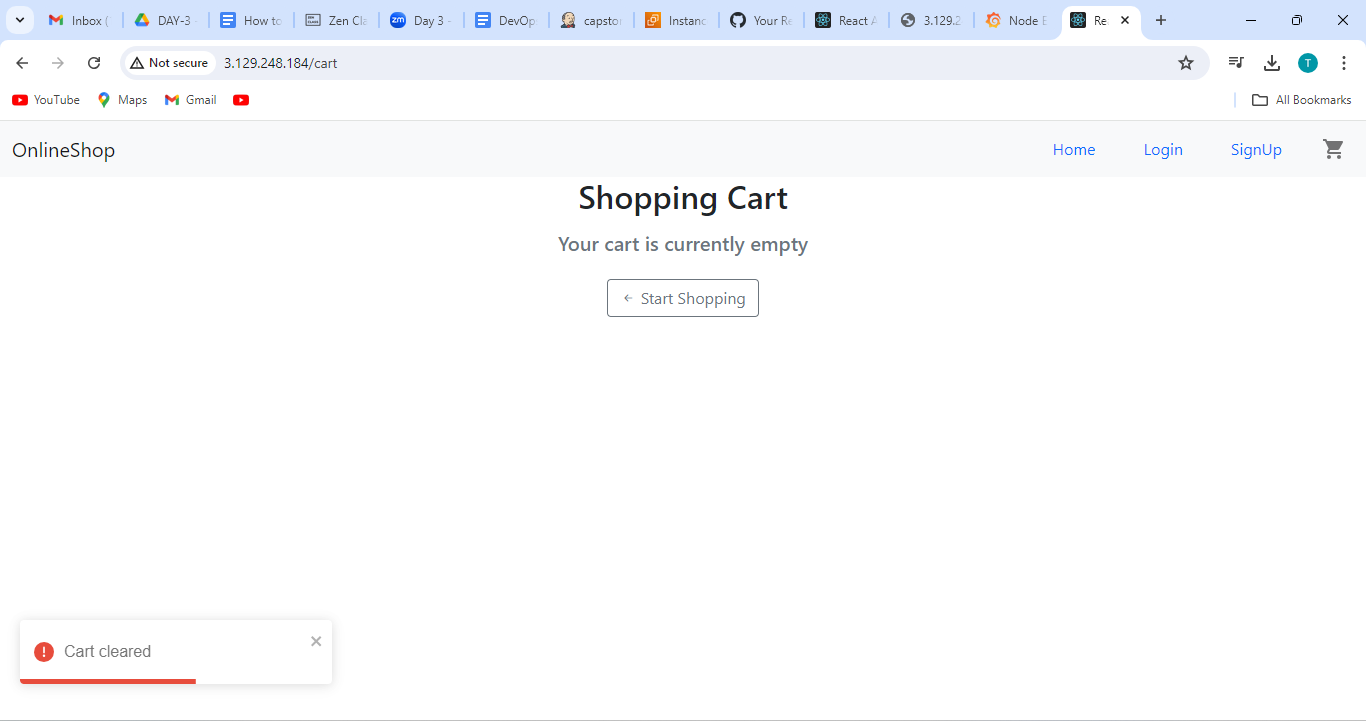 Inbox (
DAY-3 -
How to
Zen Cla
zm Day 3 -
DevOp
capsto
Instanc
Your Re
React A
3.129.2
Node E
Re
Not secure 3.129.248.184/cart T
YouTube Maps Gmail All Bookmarks
OnlineShop Home Login SignUp
Shopping Cart
Your cart is currently empty
← Start Shopping
Cart cleared